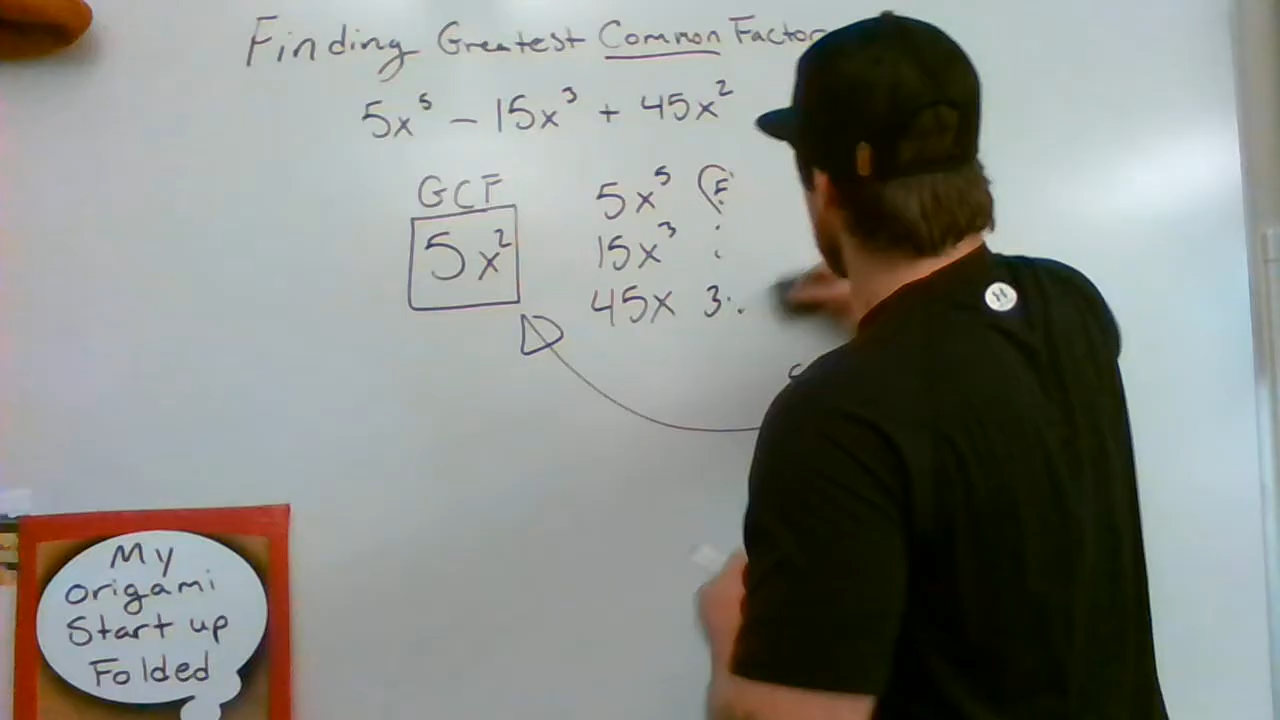 Finding Greatest Common Factor
5x⁵ - 15x³ + 45x²
GCF
5x²
5x⁵
15x³
45x 3
My
origami
Start up
Folded